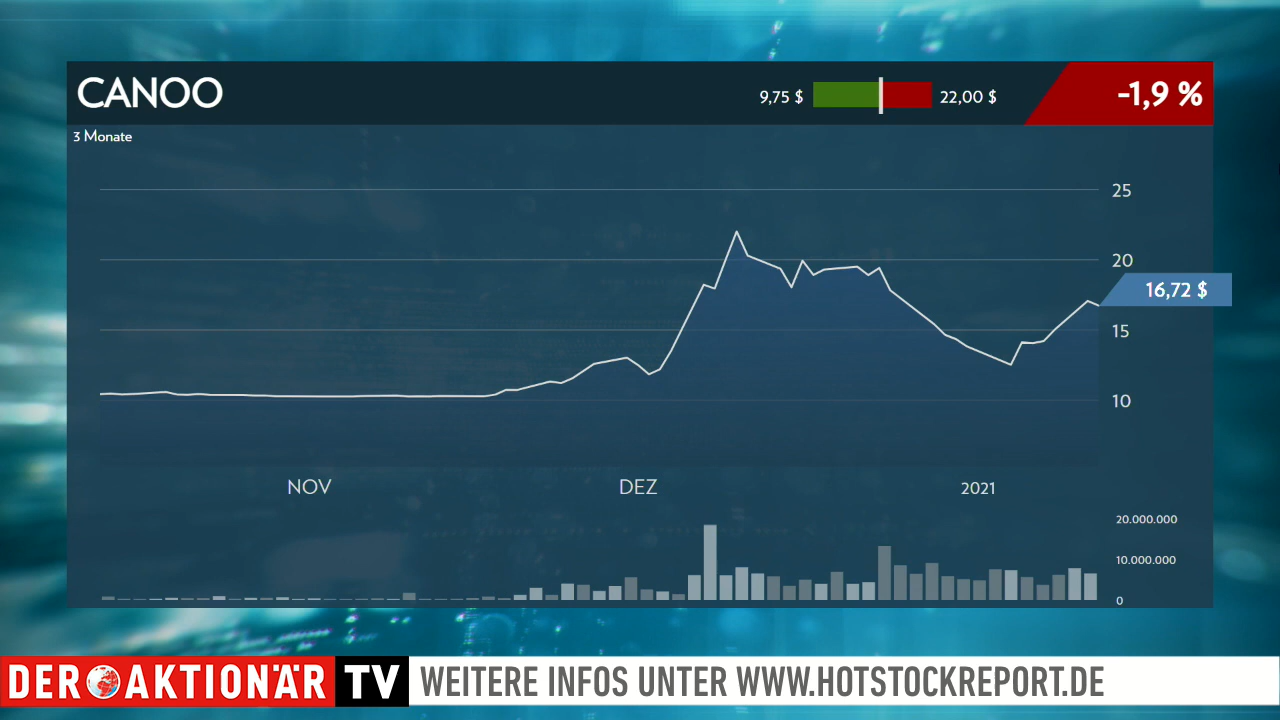 CANOO
9,75 $
22,00 $
-1,9 %
3 Monate
25
20
16,72 $
15
10
NOV
DEZ
2021
20.000.000
10.000.000
0
DER AKTIONÄR TV
WEITERE INFOS UNTER WWW.HOTSTOCKREPORT.DE